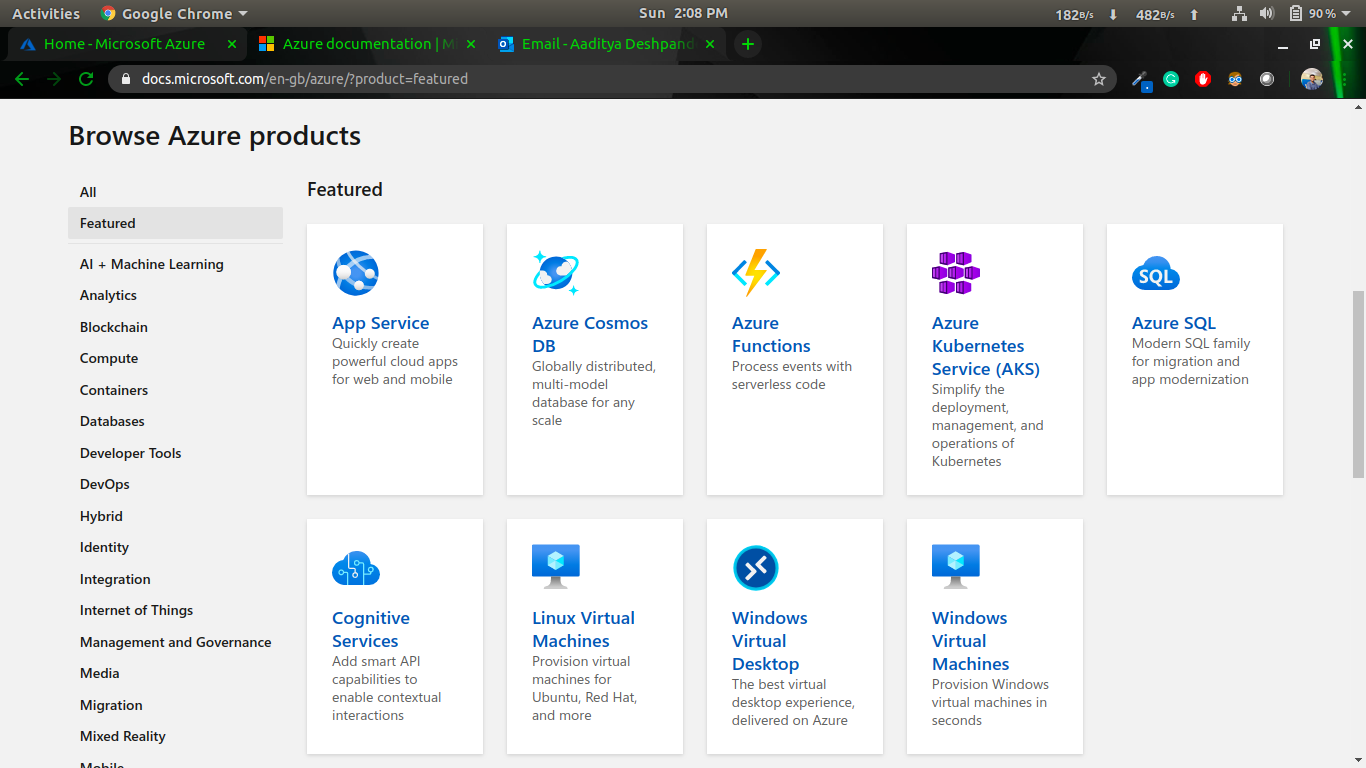 Activities
Google Chrome
Sun 2:08 PM
182B/s
482B/s
90%
Home - Microsoft Azure
Azure documentation | M
Email - Aaditya Deshpand
docs.microsoft.com/en-gb/azure/?product=featured
Browse Azure products
All
Featured
AI + Machine Learning
Analytics
Blockchain
Compute
Containers
Databases
Developer Tools
DevOps
Hybrid
Identity
Integration
Internet of Things
Management and Governance
Media
Migration
Mixed Reality
Mobile
Featured
App Service
Quickly create
powerful cloud apps
for web and mobile
Azure Cosmos
DB
Globally distributed,
multi-model
database for any
scale
Azure
Functions
Process events with
serverless code
Azure
Kubernetes
Service (AKS)
Simplify the
deployment,
management, and
operations of
Kubernetes
SQL
Azure SQL
Modern SQL family
for migration and
app modernization
Cognitive
Services
Add smart API
capabilities to
enable contextual
interactions
Linux Virtual
Machines
Provision virtual
machines for
Ubuntu, Red Hat,
and more
Windows
Virtual
Desktop
The best virtual
desktop experience,
delivered on Azure
Windows
Virtual
Machines
Provision Windows
virtual machines in
seconds